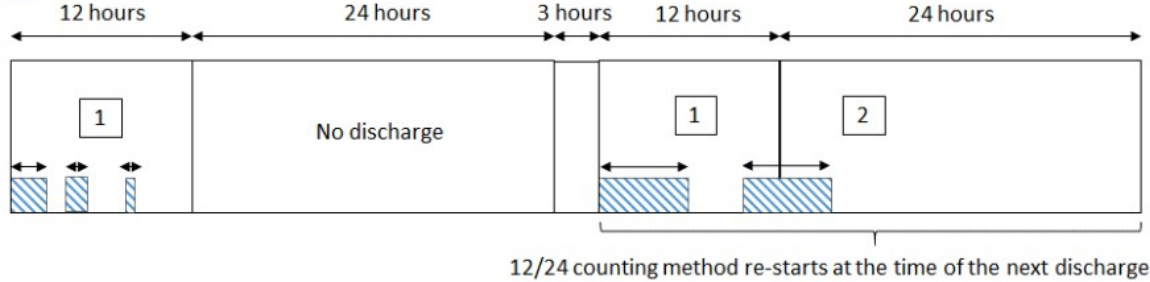 12 hours 24 hours 3 hours 12 hours 24 hours
1 No discharge 1 2
12/24 counting method re-starts at the time of the next discharge